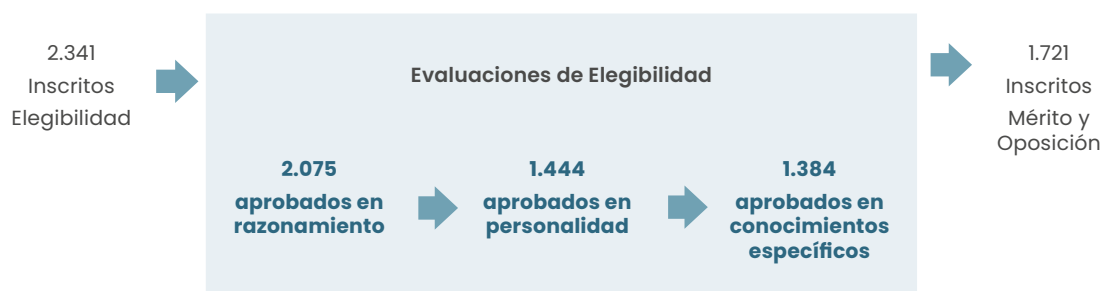 2.341
Inscritos
Elegibilidad
Evaluaciones de Elegibilidad
2.075
aprobados en
razonamiento
1.444
aprobados en
personalidad
1.384
aprobados en
conocimientos
específicos
1.721
Inscritos
Mérito y
Oposición